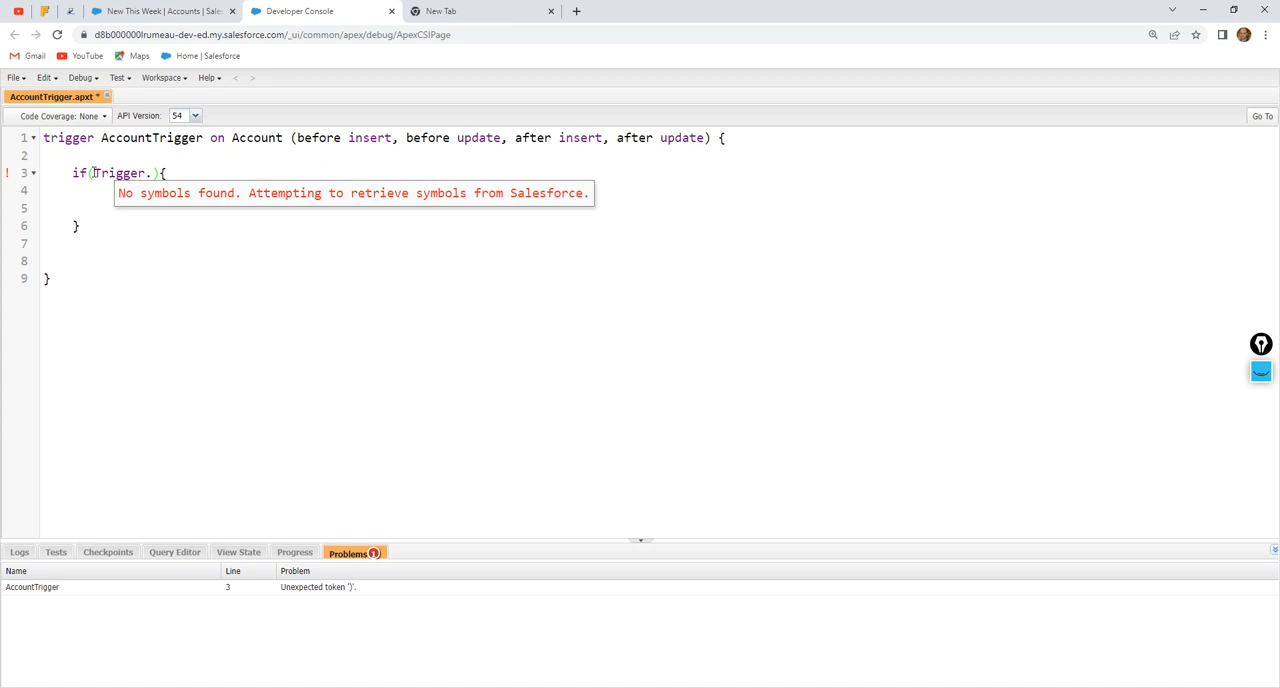 New This Week | Accounts | Sales
Developer Console
New Tab
d8b000000lrumeau-dev-ed.my.salesforce.com/_ui/common/apex/debug/ApexCSIPage
Gmail YouTube Maps Home | Salesforce
File Edit Debug Test Workspace Help < >
AccountTrigger.apxt *
Code Coverage: None API Version: 54 Go To
1 trigger AccountTrigger on Account (before insert, before update, after insert, after update) {
2
! 3 if(Trigger.){
4 No symbols found. Attempting to retrieve symbols from Salesforce.
5
6 }
7
8
9 }
Logs Tests Checkpoints Query Editor View State Progress Problems 1
Name Line Problem
AccountTrigger 3 Unexpected token ')'.